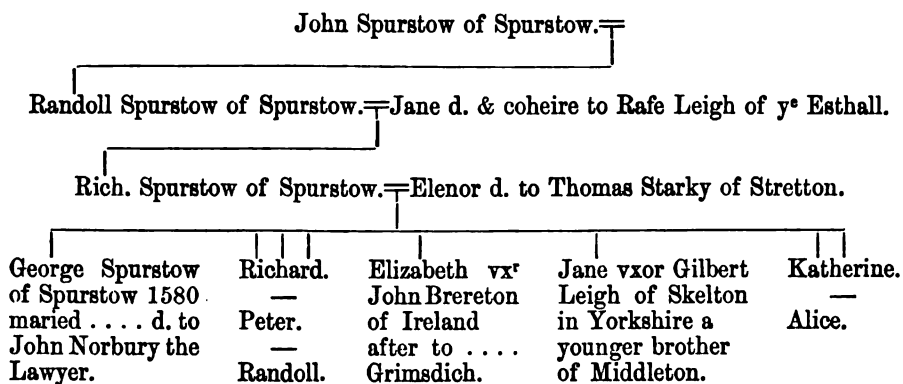 John Spurstow of Spurstow.
Randoll Spurstow of Spurstow. Jane d. & coheire to Rafe Leigh of yᵉ Esthall.
Rich. Spurstow of Spurstow. Elenor d. to Thomas Starky of Stretton.
George Spurstow
of Spurstow 1580
maried . . . . d. to
John Norbury the
Lawyer.
Richard.
—
Peter.
—
Randoll.
Elizabeth vxʳ
John Brereton
of Ireland
after to . . . .
Grimsdich.
Jane vxor Gilbert
Leigh of Skelton
in Yorkshire a
younger brother
of Middleton.
Katherine.
—
Alice.